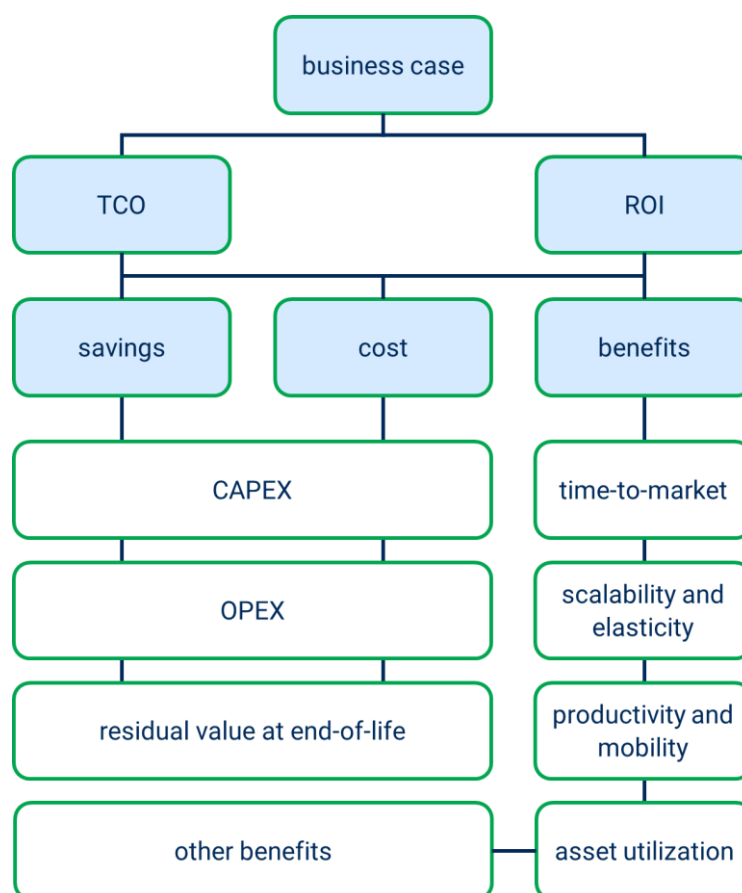 business case
TCO
ROI
savings
cost
benefits
CAPEX
time-to-market
OPEX
scalability and
elasticity
residual value at end-of-life
productivity and
mobility
other benefits
asset utilization